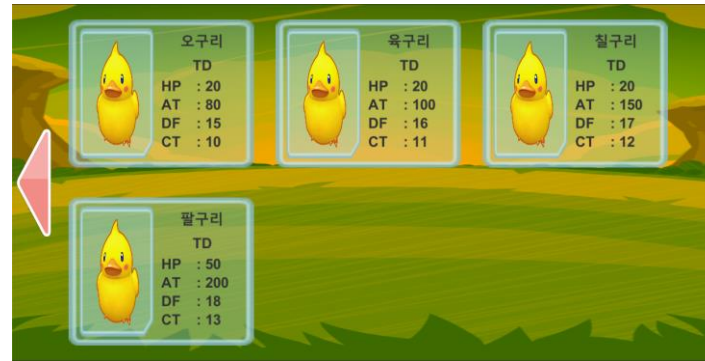 오구리
TD
HP : 20
AT : 80
DF : 15
CT : 10
육구리
TD
HP : 20
AT : 100
DF : 16
CT : 11
칠구리
TD
HP : 20
AT : 150
DF : 17
CT : 12
팔구리
TD
HP : 50
AT : 200
DF : 18
CT : 13